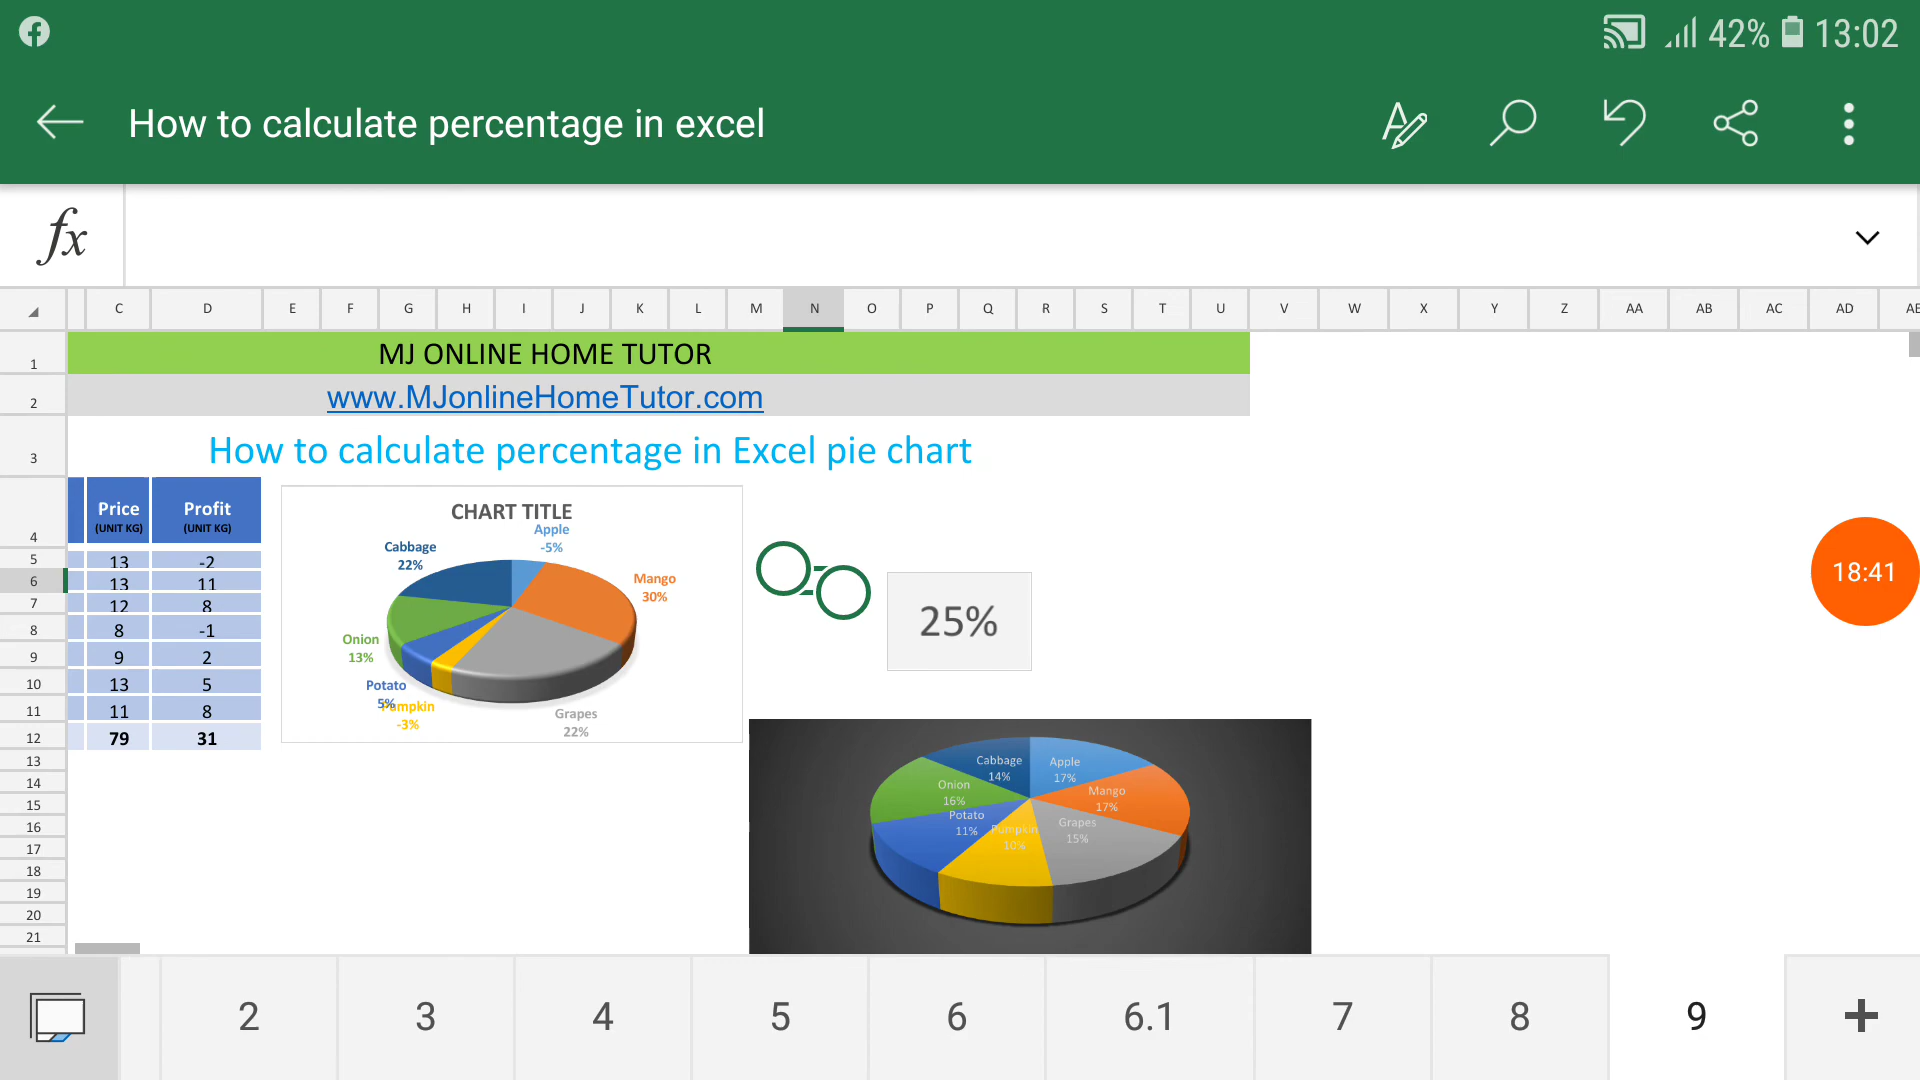 42% 13:02
How to calculate percentage in excel
fx
C D E F G H I J K L M N O P Q R S T U V W X Y Z AA AB AC AD AE
1 MJ ONLINE HOME TUTOR
2 www.MJonlineHomeTutor.com
3 How to calculate percentage in Excel pie chart
4 Price Profit
(UNIT KG) (UNIT KG)
5 13 -2
6 13 11
7 12 8
8 8 -1
9 9 2
10 13 5
11 11 8
12 79 31
13
14
15
16
17
18
19
20
21
CHART TITLE
Apple
-5%
Cabbage
22%
Mango
30%
Onion
13%
Potato
5%
Pumpkin
-3%
Grapes
22%
25%
18:41
Cabbage
14%
Apple
17%
Onion
16%
Mango
17%
Potato
11%
Pumpkin
10%
Grapes
15%
2 3 4 5 6 6.1 7 8 9 +